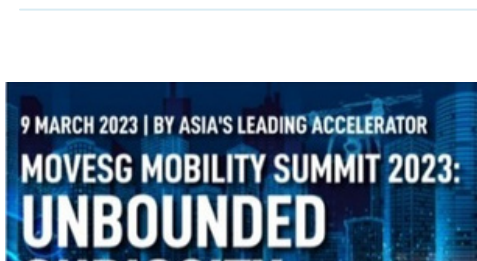 9 MARCH 2023 | BY ASIA'S LEADING ACCELERATOR
MOVESG MOBILITY SUMMIT 2023:
UNBOUNDED